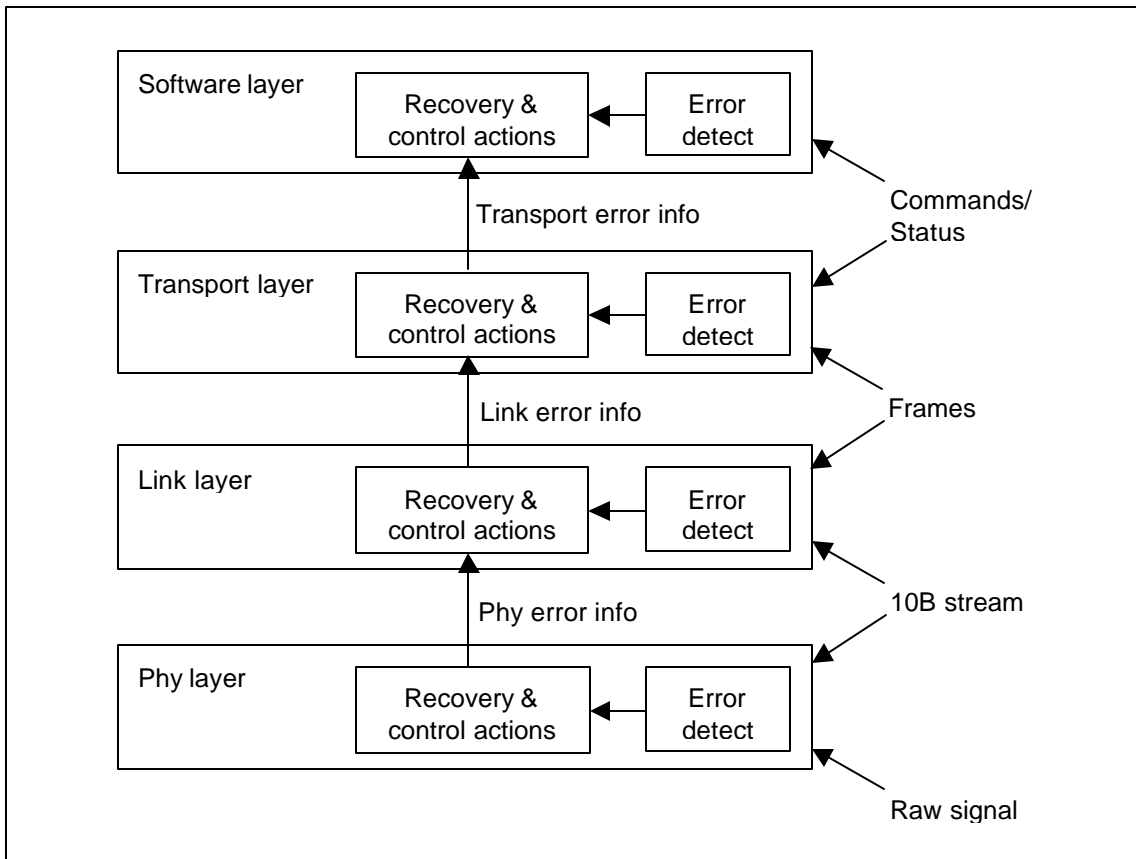 Software layer
Recovery &
control actions
Error
detect
Commands/
Status
Transport error info
Transport layer
Recovery &
control actions
Error
detect
Frames
Link error info
Link layer
Recovery &
control actions
Error
detect
10B stream
Phy error info
Phy layer
Recovery &
control actions
Error
detect
Raw signal